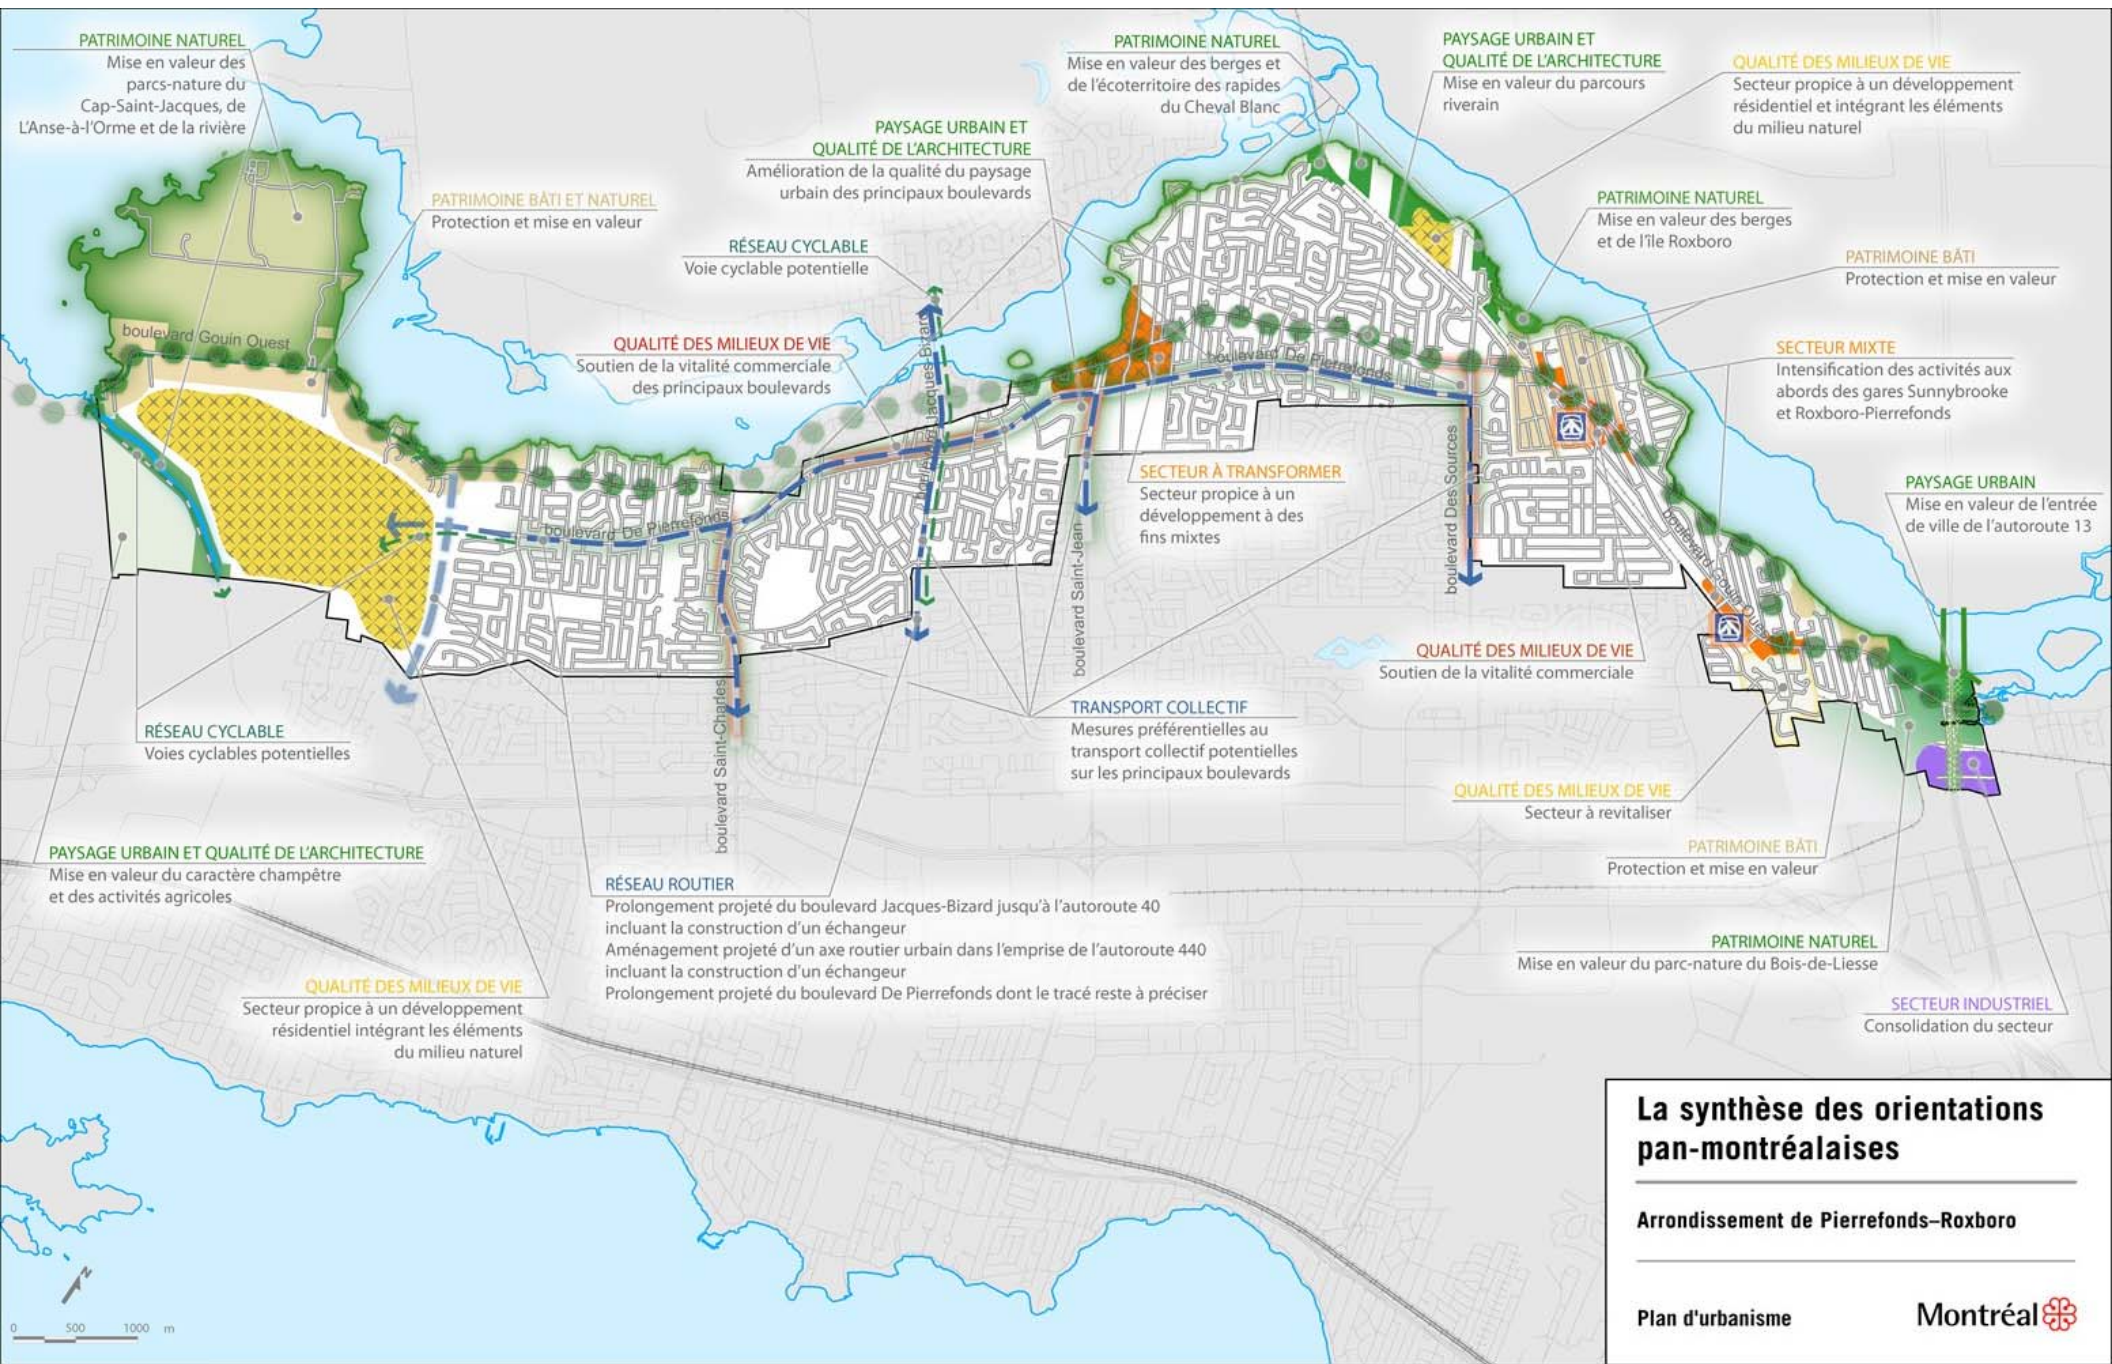 PATRIMOINE NATUREL
Mise en valeur des
parcs-nature du
Cap-Saint-Jacques, de
L'Anse-à-l'Orme et de la rivière
PATRIMOINE BÂTI ET NATUREL
Protection et mise en valeur
PATRIMOINE NATUREL
Mise en valeur des berges et
de l'écoterritoire des rapides
du Cheval Blanc
PAYSAGE URBAIN ET
QUALITÉ DE L'ARCHITECTURE
Amélioration de la qualité du paysage
urbain des principaux boulevards
RÉSEAU CYCLABLE
Voie cyclable potentielle
QUALITÉ DES MILIEUX DE VIE
Soutien de la vitalité commerciale
des principaux boulevards
PAYSAGE URBAIN ET
QUALITÉ DE L'ARCHITECTURE
Mise en valeur du parcours
riverain
QUALITÉ DES MILIEUX DE VIE
Secteur propice à un développement
résidentiel et intégrant les éléments
du milieu naturel
PATRIMOINE NATUREL
Mise en valeur des berges
et de l'île Roxboro
PATRIMOINE BÂTI
Protection et mise en valeur
SECTEUR MIXTE
Intensification des activités aux
abords des gares Sunnybrooke
et Roxboro-Pierrefonds
PAYSAGE URBAIN
Mise en valeur de l'entrée
de ville de l'autoroute 13
boulevard Gouin Ouest
boulevard Jacques-Bizard
boulevard De Pierrefonds
boulevard De Pierrefonds
boulevard Des Sources
boulevard Saint-Jean
boulevard Saint-Charles
boulevard Gouin Ouest
SECTEUR À TRANSFORMER
Secteur propice à un
développement à des
fins mixtes
QUALITÉ DES MILIEUX DE VIE
Soutien de la vitalité commerciale
TRANSPORT COLLECTIF
Mesures préférentielles au
transport collectif potentielles
sur les principaux boulevards
RÉSEAU CYCLABLE
Voies cyclables potentielles
QUALITÉ DES MILIEUX DE VIE
Secteur à revitaliser
PATRIMOINE BÂTI
Protection et mise en valeur
PAYSAGE URBAIN ET QUALITÉ DE L'ARCHITECTURE
Mise en valeur du caractère champêtre
et des activités agricoles
RÉSEAU ROUTIER
Prolongement projeté du boulevard Jacques-Bizard jusqu'à l'autoroute 40
incluant la construction d'un échangeur
Aménagement projeté d'un axe routier urbain dans l'emprise de l'autoroute 440
incluant la construction d'un échangeur
Prolongement projeté du boulevard De Pierrefonds dont le tracé reste à préciser
PATRIMOINE NATUREL
Mise en valeur du parc-nature du Bois-de-Liesse
QUALITÉ DES MILIEUX DE VIE
Secteur propice à un développement
résidentiel intégrant les éléments
du milieu naturel
SECTEUR INDUSTRIEL
Consolidation du secteur
La synthèse des orientations
pan-montréalaises
Arrondissement de Pierrefonds–Roxboro
Plan d'urbanisme
Montréal
N
0 500 1000 m